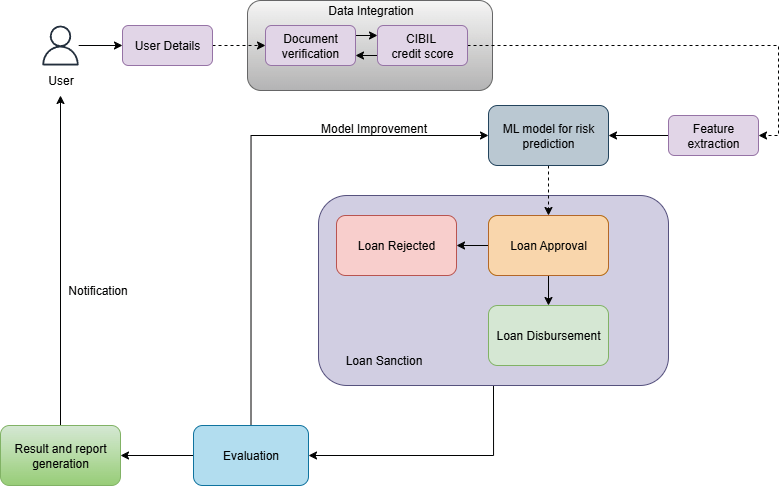 Data Integration
User Details
Document
verification
CIBIL
credit score
User
Model Improvement
ML model for risk
prediction
Feature
extraction
Loan Rejected
Loan Approval
Notification
Loan Disbursement
Loan Sanction
Result and report
generation
Evaluation